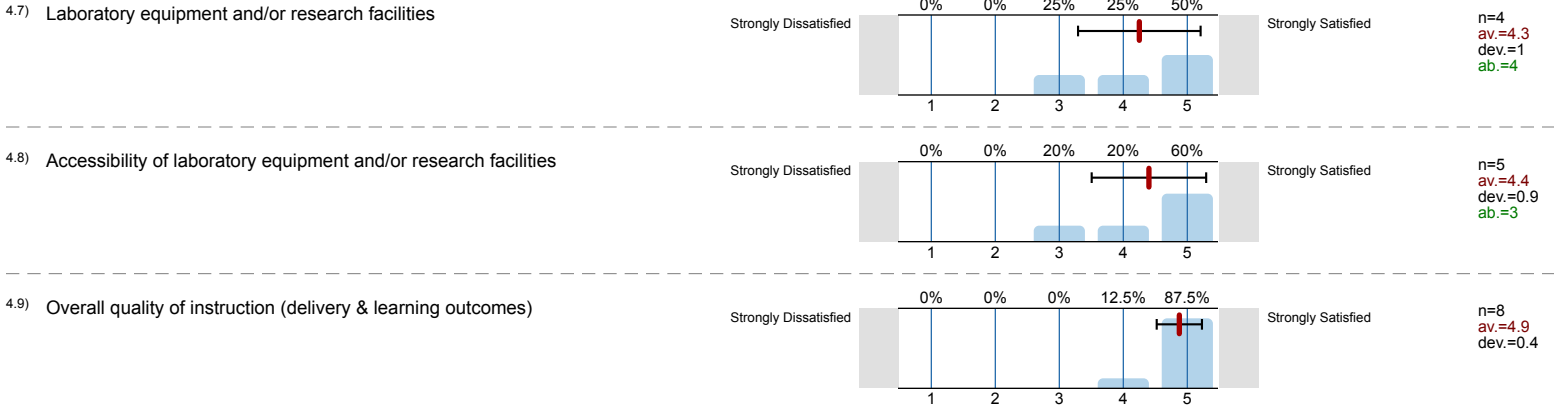 4.7) Laboratory equipment and/or research facilities
0% 0% 25% 25% 50%
Strongly Dissatisfied Strongly Satisfied
1 2 3 4 5
n=4
av.=4.3
dev.=1
ab.=4
4.8) Accessibility of laboratory equipment and/or research facilities
0% 0% 20% 20% 60%
Strongly Dissatisfied Strongly Satisfied
1 2 3 4 5
n=5
av.=4.4
dev.=0.9
ab.=3
4.9) Overall quality of instruction (delivery & learning outcomes)
0% 0% 0% 12.5% 87.5%
Strongly Dissatisfied Strongly Satisfied
1 2 3 4 5
n=8
av.=4.9
dev.=0.4